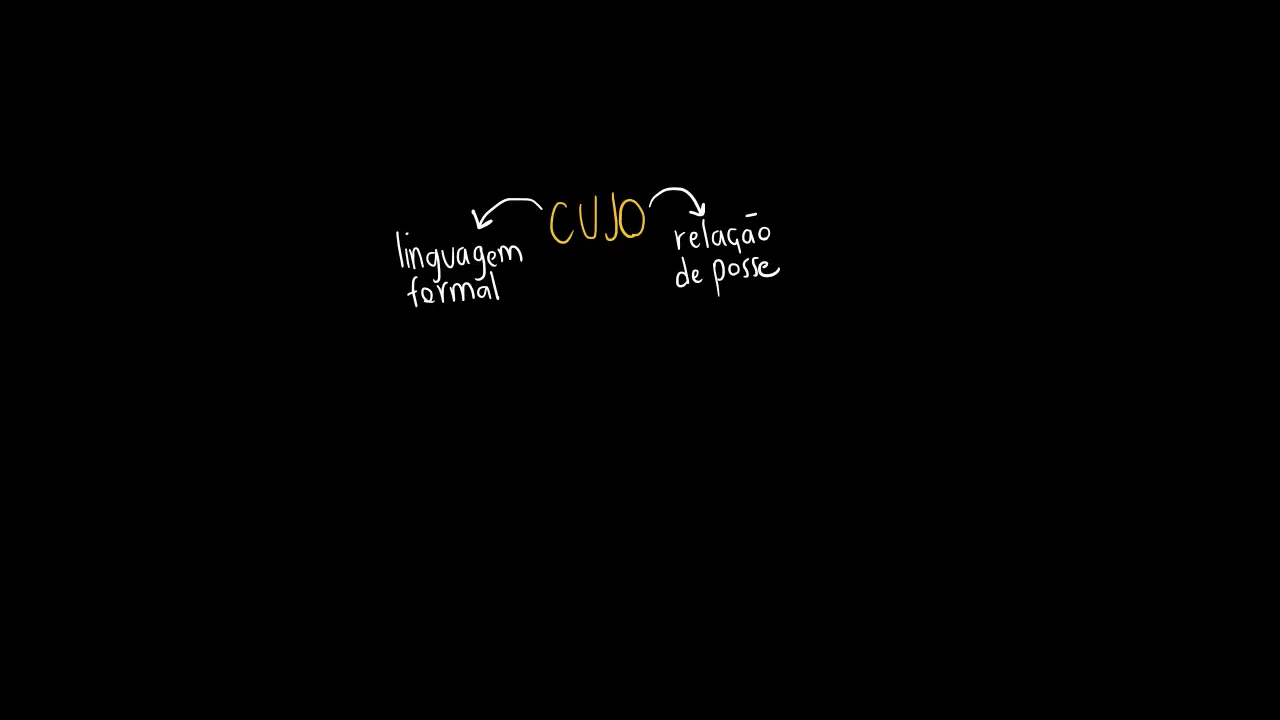 CUJO
linguagem
formal
relação
de posse